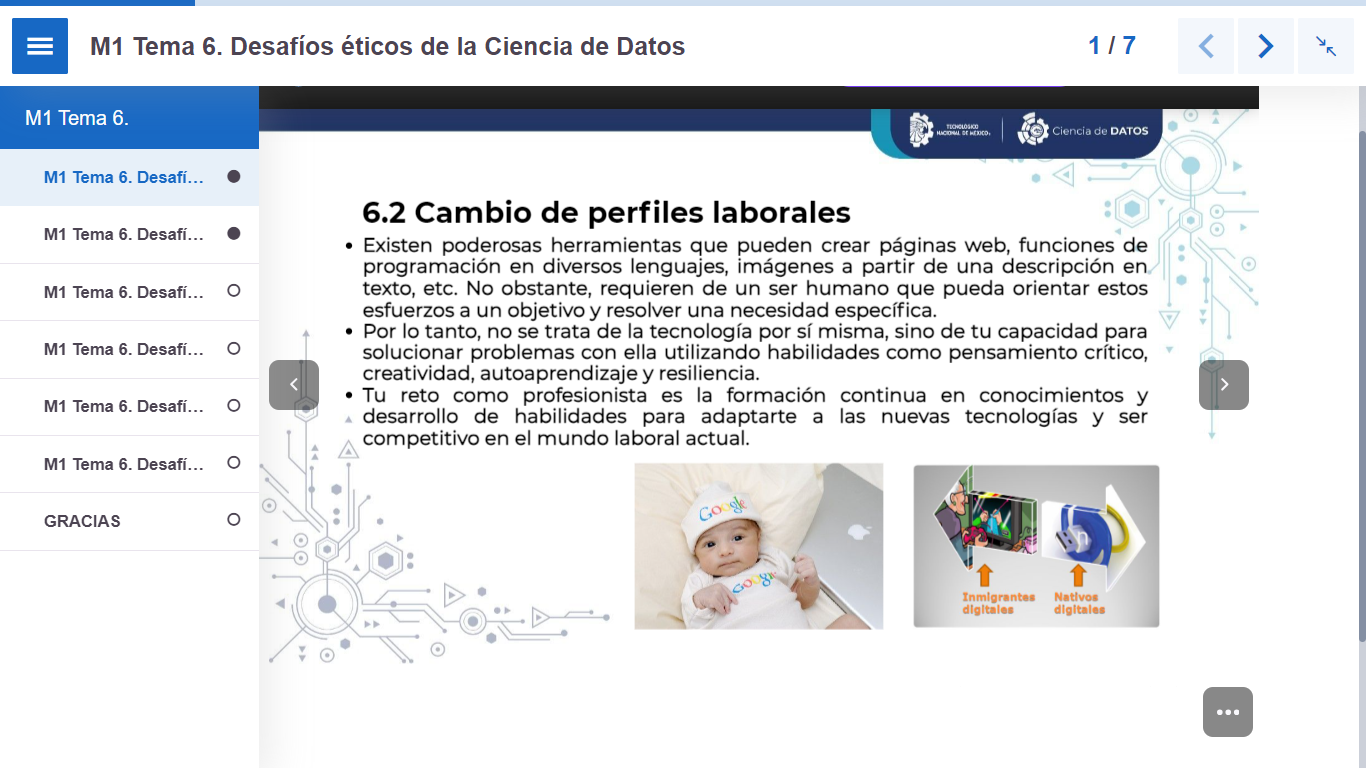 M1 Tema 6. Desafíos éticos de la Ciencia de Datos
1 / 7
M1 Tema 6.
M1 Tema 6. Desafí...
M1 Tema 6. Desafí...
M1 Tema 6. Desafí...
M1 Tema 6. Desafí...
M1 Tema 6. Desafí...
M1 Tema 6. Desafí...
GRACIAS
TECNOLÓGICO
NACIONAL DE MÉXICO
Ciencia de DATOS
6.2 Cambio de perfiles laborales
• Existen poderosas herramientas que pueden crear páginas web, funciones de
programación en diversos lenguajes, imágenes a partir de una descripción en
texto, etc. No obstante, requieren de un ser humano que pueda orientar estos
esfuerzos a un objetivo y resolver una necesidad específica.
• Por lo tanto, no se trata de la tecnología por sí misma, sino de tu capacidad para
solucionar problemas con ella utilizando habilidades como pensamiento crítico,
creatividad, autoaprendizaje y resiliencia.
• Tu reto como profesionista es la formación continua en conocimientos y
desarrollo de habilidades para adaptarte a las nuevas tecnologías y ser
competitivo en el mundo laboral actual.
Google
Google
Inmigrantes
digitales
Nativos
digitales